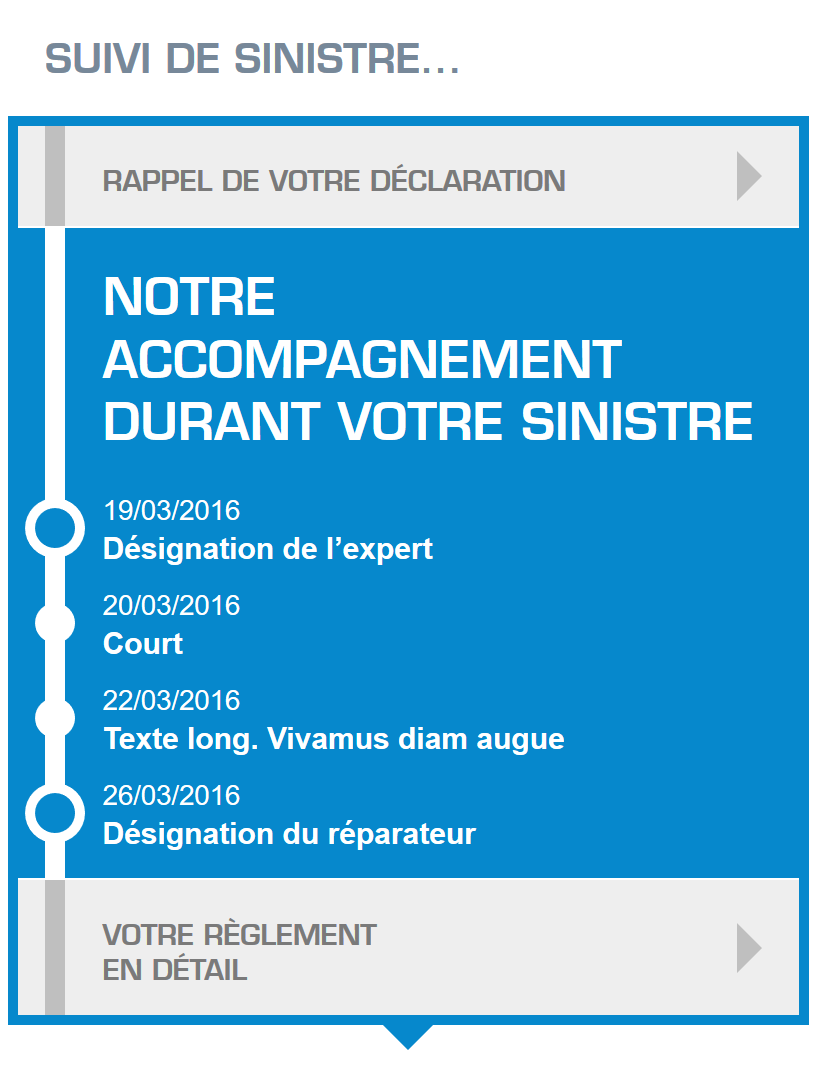 SUIVI DE SINISTRE…
RAPPEL DE VOTRE DÉCLARATION
NOTRE
ACCOMPAGNEMENT
DURANT VOTRE SINISTRE
19/03/2016
Désignation de l’expert
20/03/2016
Court
22/03/2016
Texte long. Vivamus diam augue
26/03/2016
Désignation du réparateur
VOTRE RÈGLEMENT
EN DÉTAIL